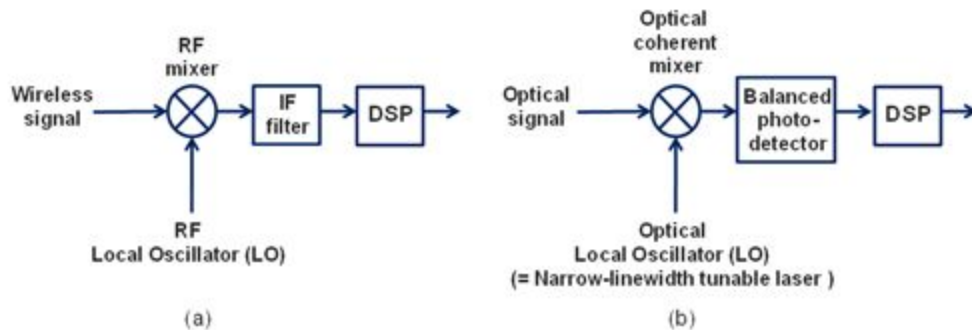 RF
mixer
Wireless
signal
IF
filter
DSP
RF
Local Oscillator (LO)
(a)
Optical
coherent
mixer
Optical
signal
Balanced
photo-
detector
DSP
Optical
Local Oscillator (LO)
(= Narrow-linewidth tunable laser )
(b)